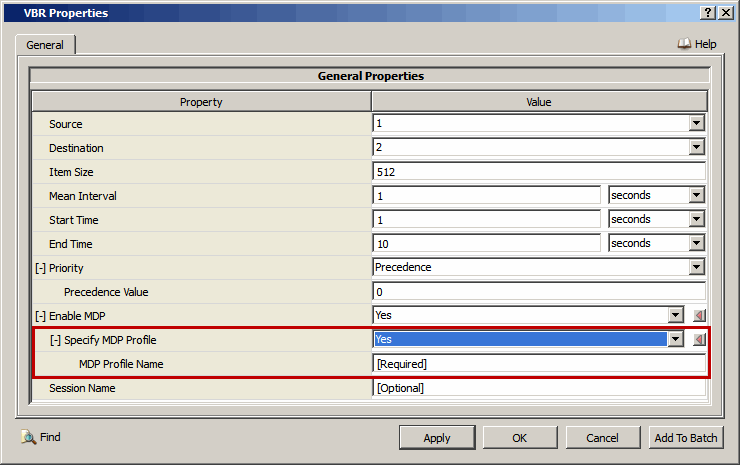 VBR Properties
General
Help
General Properties
Property Value
Source 1
Destination 2
Item Size 512
Mean Interval 1 seconds
Start Time 1 seconds
End Time 10 seconds
[-] Priority Precedence
Precedence Value 0
[-] Enable MDP Yes
[-] Specify MDP Profile Yes
MDP Profile Name [Required]
Session Name [Optional]
Find Apply OK Cancel Add To Batch